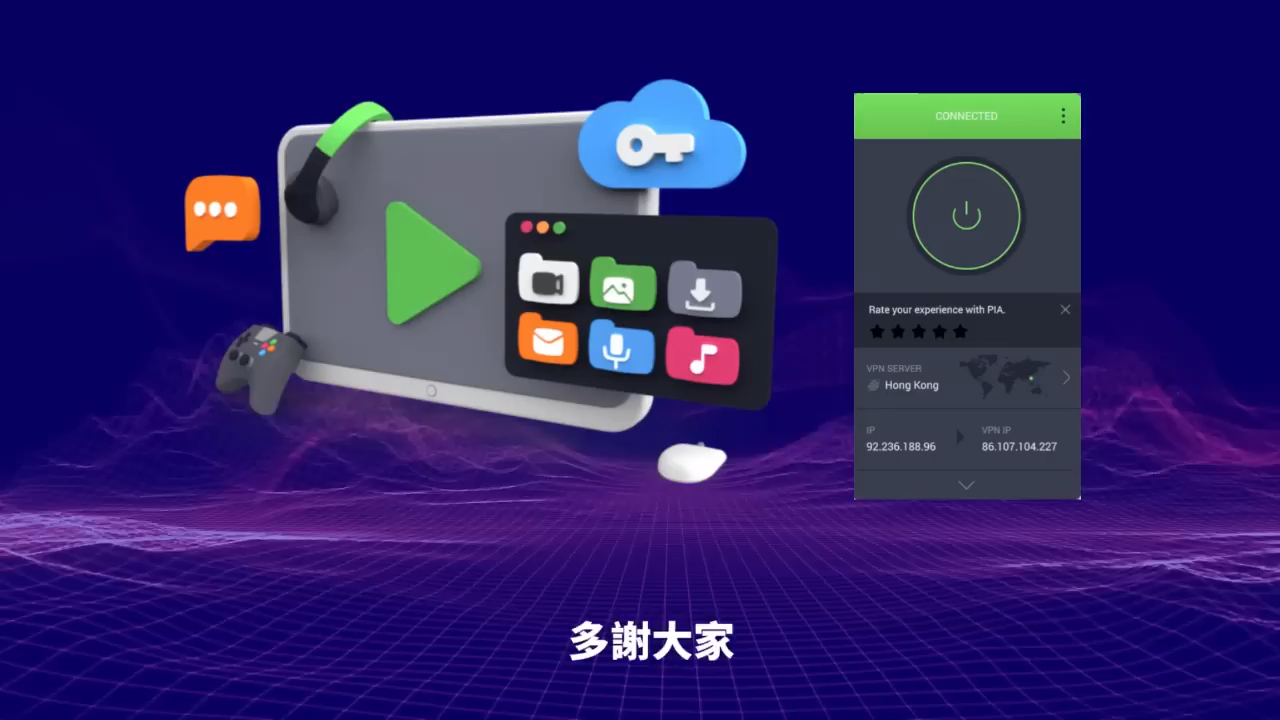 CONNECTED
Rate your experience with PIA.
VPN SERVER
Hong Kong
IP
92.236.188.96
VPN IP
86.107.104.227
多謝大家